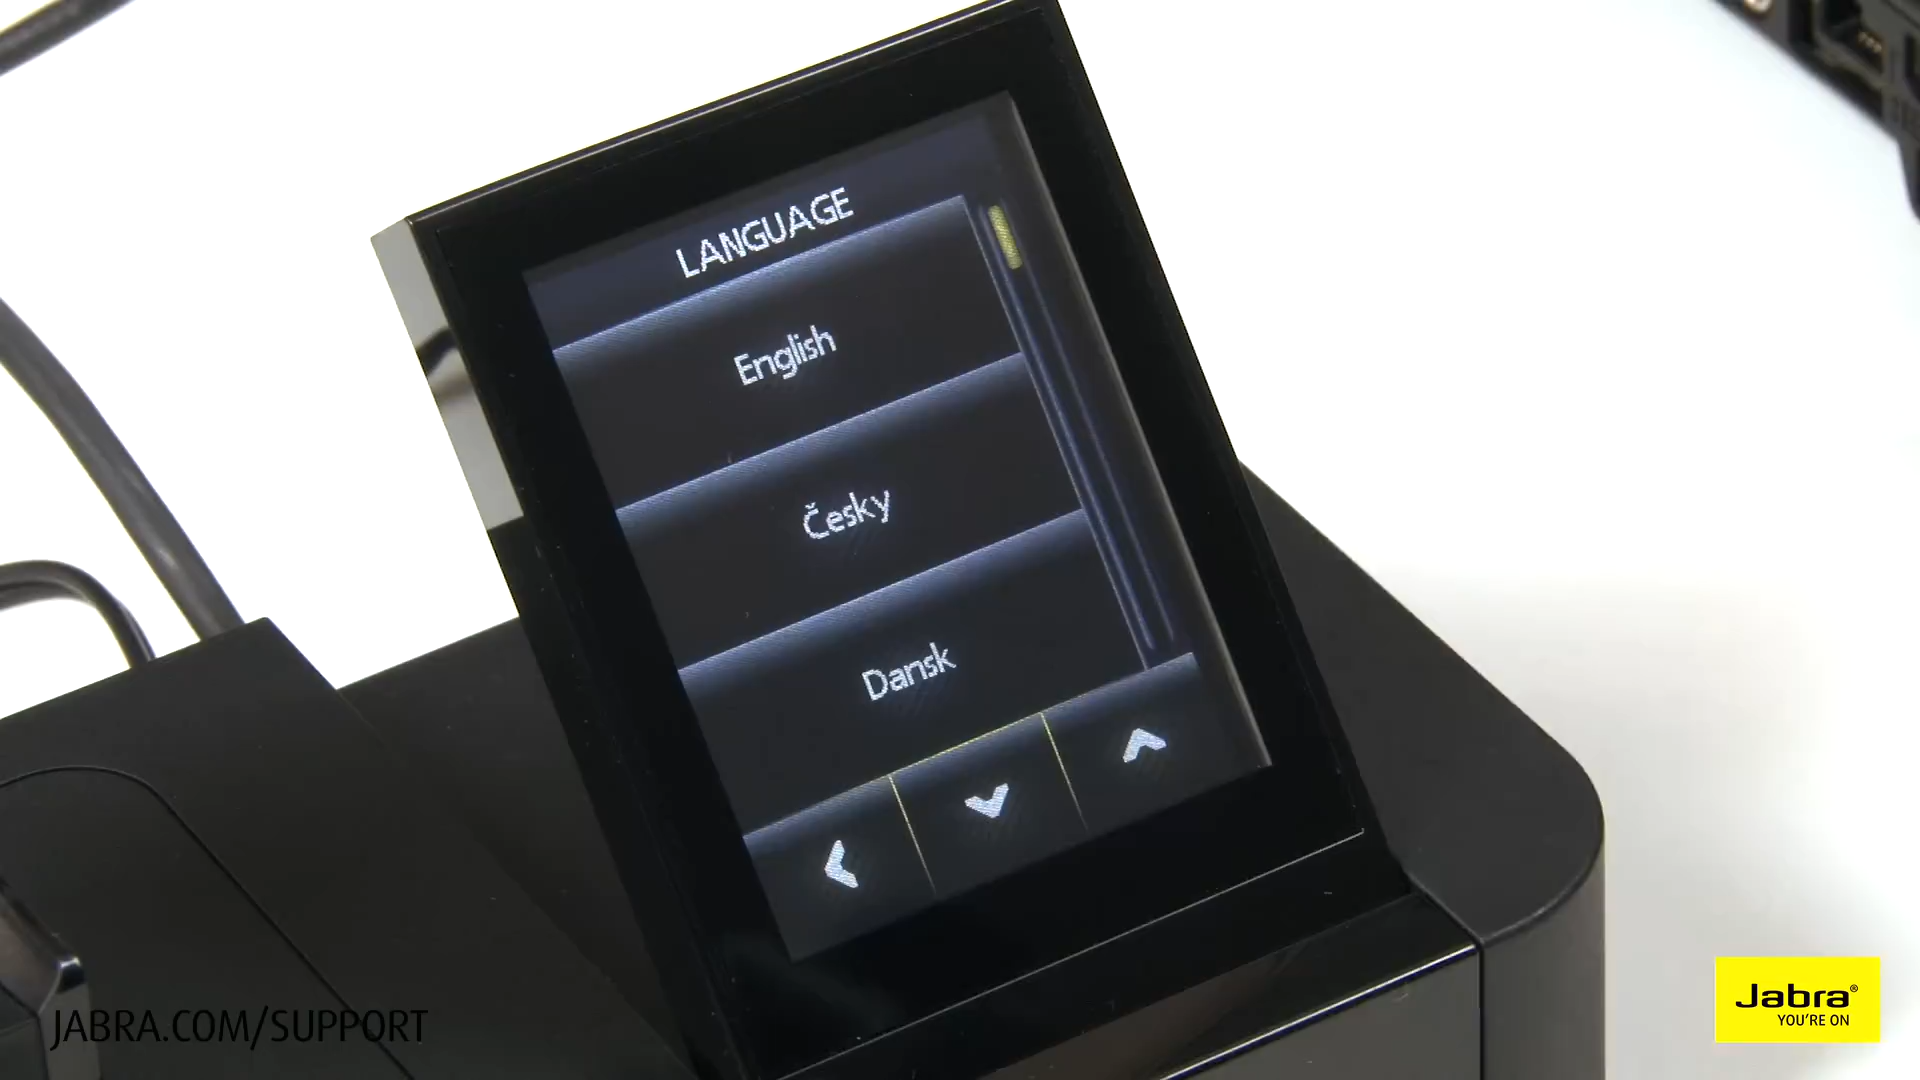 LANGUAGE
English
Česky
Dansk
JABRA.COM/SUPPORT
Jabra®
YOU'RE ON